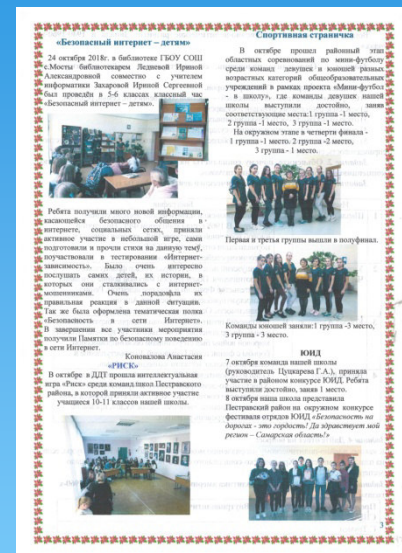 «Безопасный интернет – детям»
24 октября 2018г. в библиотеке ГБОУ СОШ
с.Мосты библиотекарем Ледяевой Ириной
Александровной совместно с учителем
информатики Захаровой Ириной Сергеевной
был проведён в 5-6 классах классный час
«Безопасный интернет – детям».
Ребята получили много новой информации,
касающейся безопасного общения в
интернете, социальных сетях, приняли
активное участие в небольшой игре, сами
подготовили и прочли стихи на данную тему,
поучаствовали в тестировании «Интернет-
зависимость». Было очень интересно
послушать самих детей, их истории, в
которых они сталкивались с интернет-
мошенниками. Очень порадовла их
правильная реакция в данной ситуации.
Так же была оформлена тематическая полка
«Безопасность в сети Интернет».
В завершении все участники мероприятия
получили Памятки по безопасному поведению
в сети Интернет.
Коновалова Анастасия
«РИСК»
В октябре в ДДТ прошла интеллектуальная
игра «Риск» среди команд школ Пестравского
района, в которой приняли активное участие
учащиеся 10-11 классов нашей школы.
Спортивная страничка
В октябре прошел районный этап
областных соревнований по мини-футболу
среди команд девушек и юношей разных
возрастных категорий общеобразовательных
учреждений в рамках проекта «Мини-футбол
- в школу», где команды девушек нашей
школы выступили достойно, заняв
соответствующие места:1 группа -1 место,
2 группа -1 место, 3 группа -1 место.
На окружном этапе в четверти финала -
1 группа -1 место. 2 группа -2 место,
3 группа - 1 место.
Первая и третья группы вышли в полуфинал.
Команды юношей заняли:1 группа -3 место,
3 группа - 3 место.
ЮИД
7 октября команда нашей школы
(руководитель Цуцкарева Г.А.), приняла
участие в районном конкурсе ЮИД. Ребята
выступили достойно, заняв 1 место.
8 октября наша школа представила
Пестравский район на окружном конкурсе
фестиваля отрядов ЮИД «Безопасность на
дорогах - это гордость! Да здравствует мой
регион – Самарская область!»
3